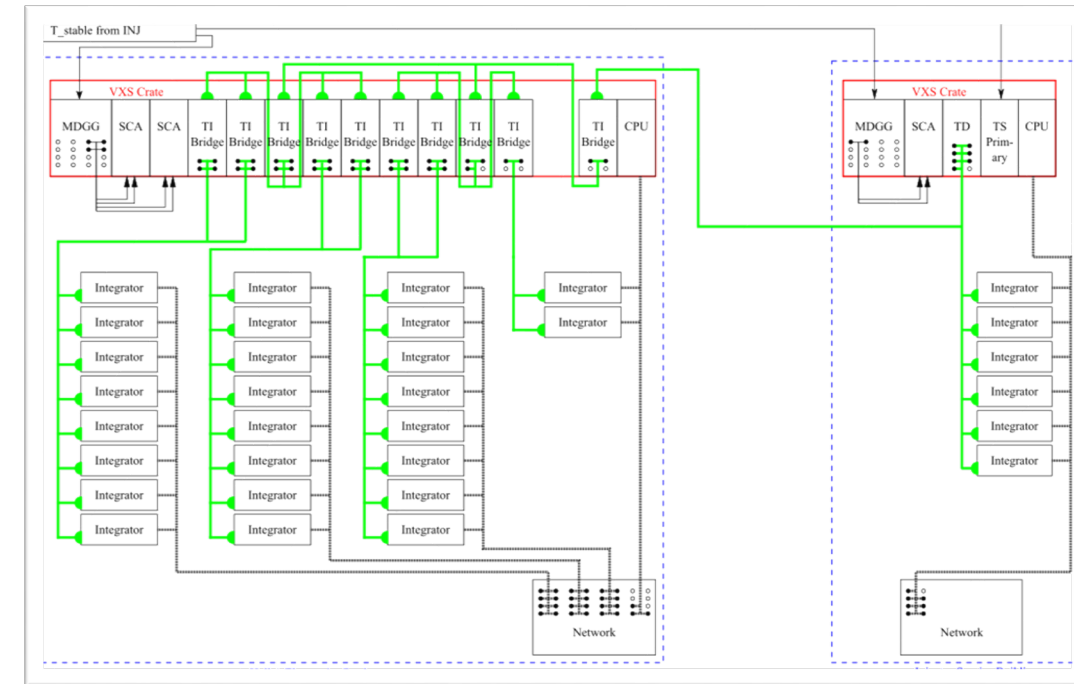 T_stable from INJ
VXS Crate
VXS Crate
MDGG SCA SCA TI TI TI TI TI TI TI TI TI TI CPU
Bridge Bridge Bridge Bridge Bridge Bridge Bridge Bridge Bridge Bridge
MDGG SCA TD TS CPU
Prim-
ary
Integrator Integrator Integrator Integrator Integrator
Integrator Integrator Integrator Integrator Integrator
Integrator Integrator Integrator Integrator
Integrator Integrator Integrator Integrator
Integrator Integrator Integrator Integrator
Integrator Integrator Integrator Integrator
Integrator Integrator Integrator
Integrator Integrator Integrator
Network Network